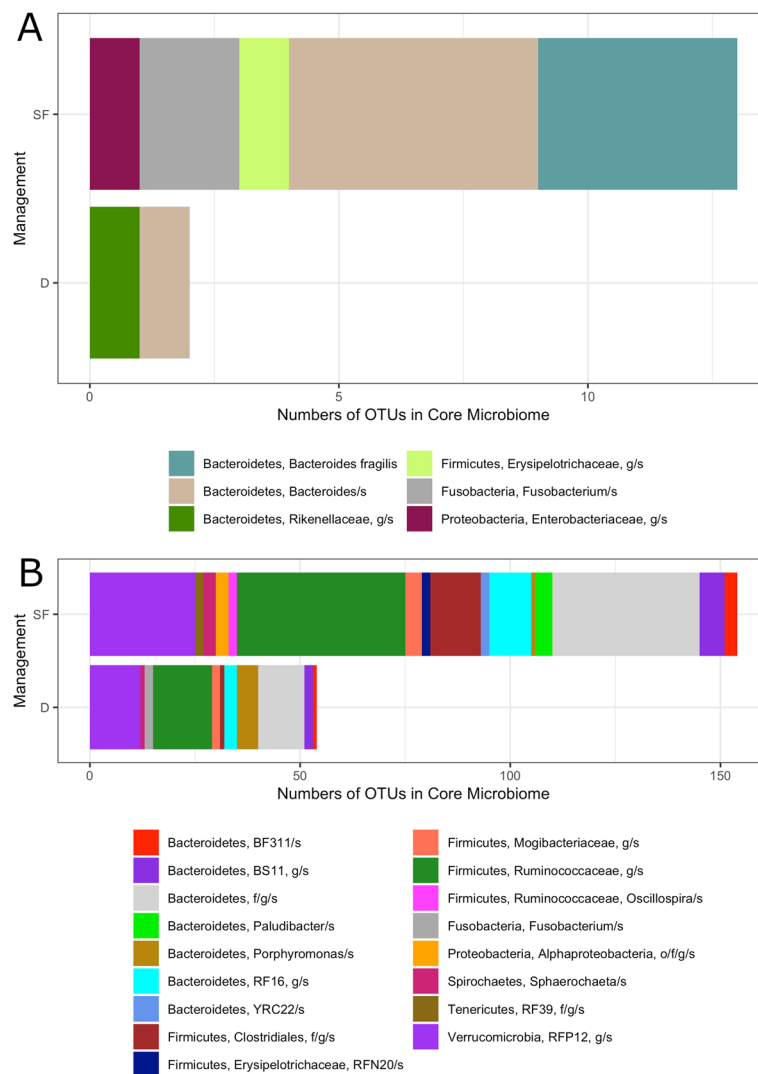 A
SF
D
Management
0
5
10
Numbers of OTUs in Core Microbiome
Bacteroidetes, Bacteroides fragilis
Bacteroidetes, Bacteroides/s
Bacteroidetes, Rikenellaceae, g/s
Firmicutes, Erysipelotrichaceae, g/s
Fusobacteria, Fusobacterium/s
Proteobacteria, Enterobacteriaceae, g/s
B
SF
D
Management
0
50
100
150
Numbers of OTUs in Core Microbiome
Bacteroidetes, BF311/s
Bacteroidetes, BS11, g/s
Bacteroidetes, f/g/s
Bacteroidetes, Paludibacter/s
Bacteroidetes, Porphyromonas/s
Bacteroidetes, RF16, g/s
Bacteroidetes, YRC22/s
Firmicutes, Clostridiales, f/g/s
Firmicutes, Erysipelotrichaceae, RFN20/s
Firmicutes, Mogibacteriaceae, g/s
Firmicutes, Ruminococcaceae, g/s
Firmicutes, Ruminococcaceae, Oscillospira/s
Fusobacteria, Fusobacterium/s
Proteobacteria, Alphaproteobacteria, o/f/g/s
Spirochaetes, Sphaerochaeta/s
Tenericutes, RF39, f/g/s
Verrucomicrobia, RFP12, g/s